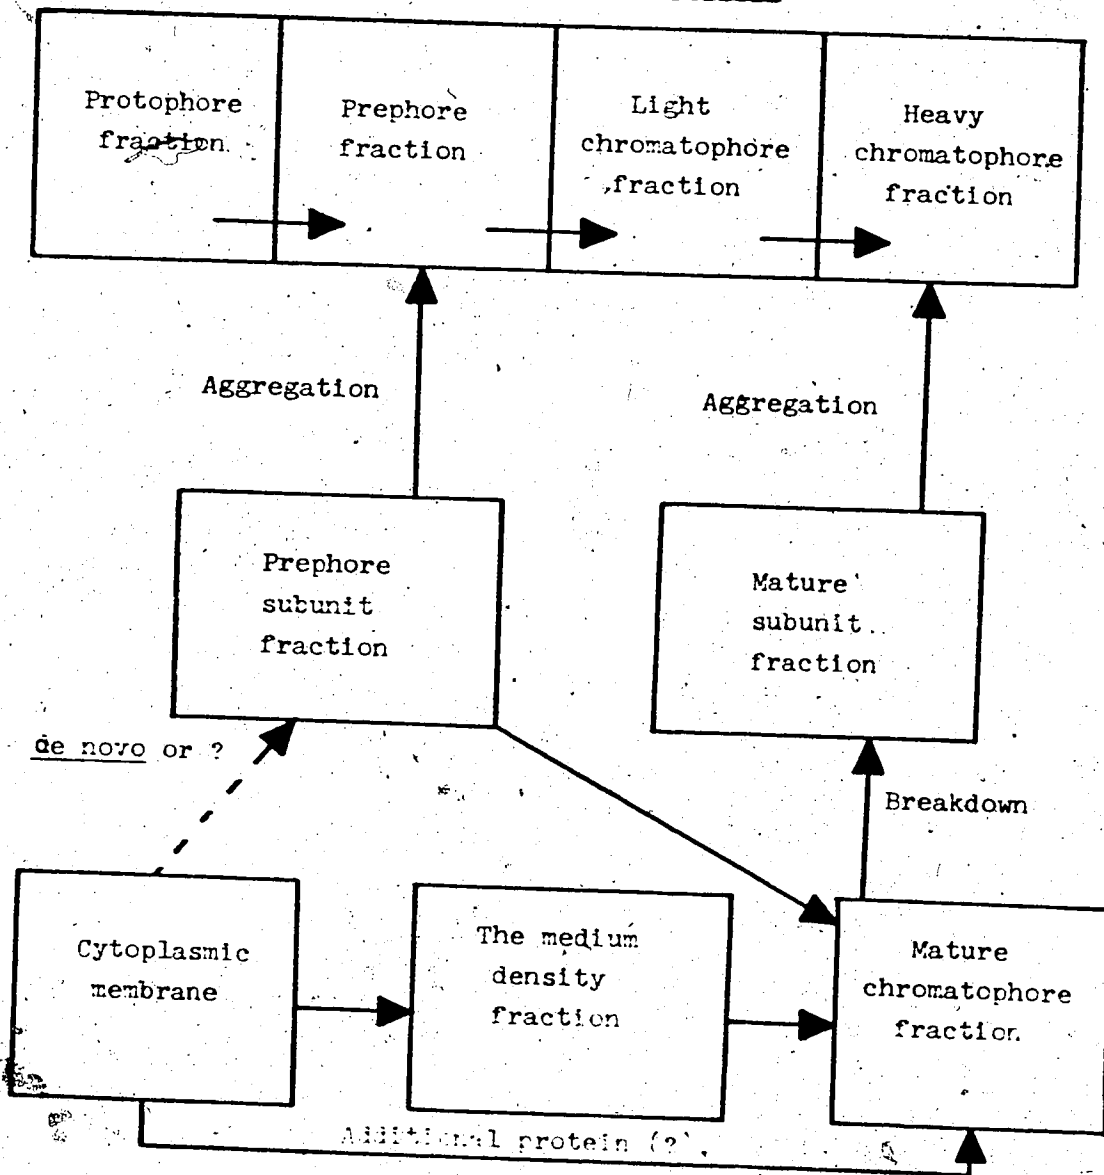 Protophore
fraction
Prephore
fraction
Light
chromatophore
fraction
Heavy
chromatophore
fraction
Aggregation
Aggregation
Prephore
subunit
fraction
Mature
subunit
fraction
de novo or ?
Breakdown
Cytoplasmic
membrane
The medium
density
fraction
Mature
chromatophore
fraction
Additional protein (?)